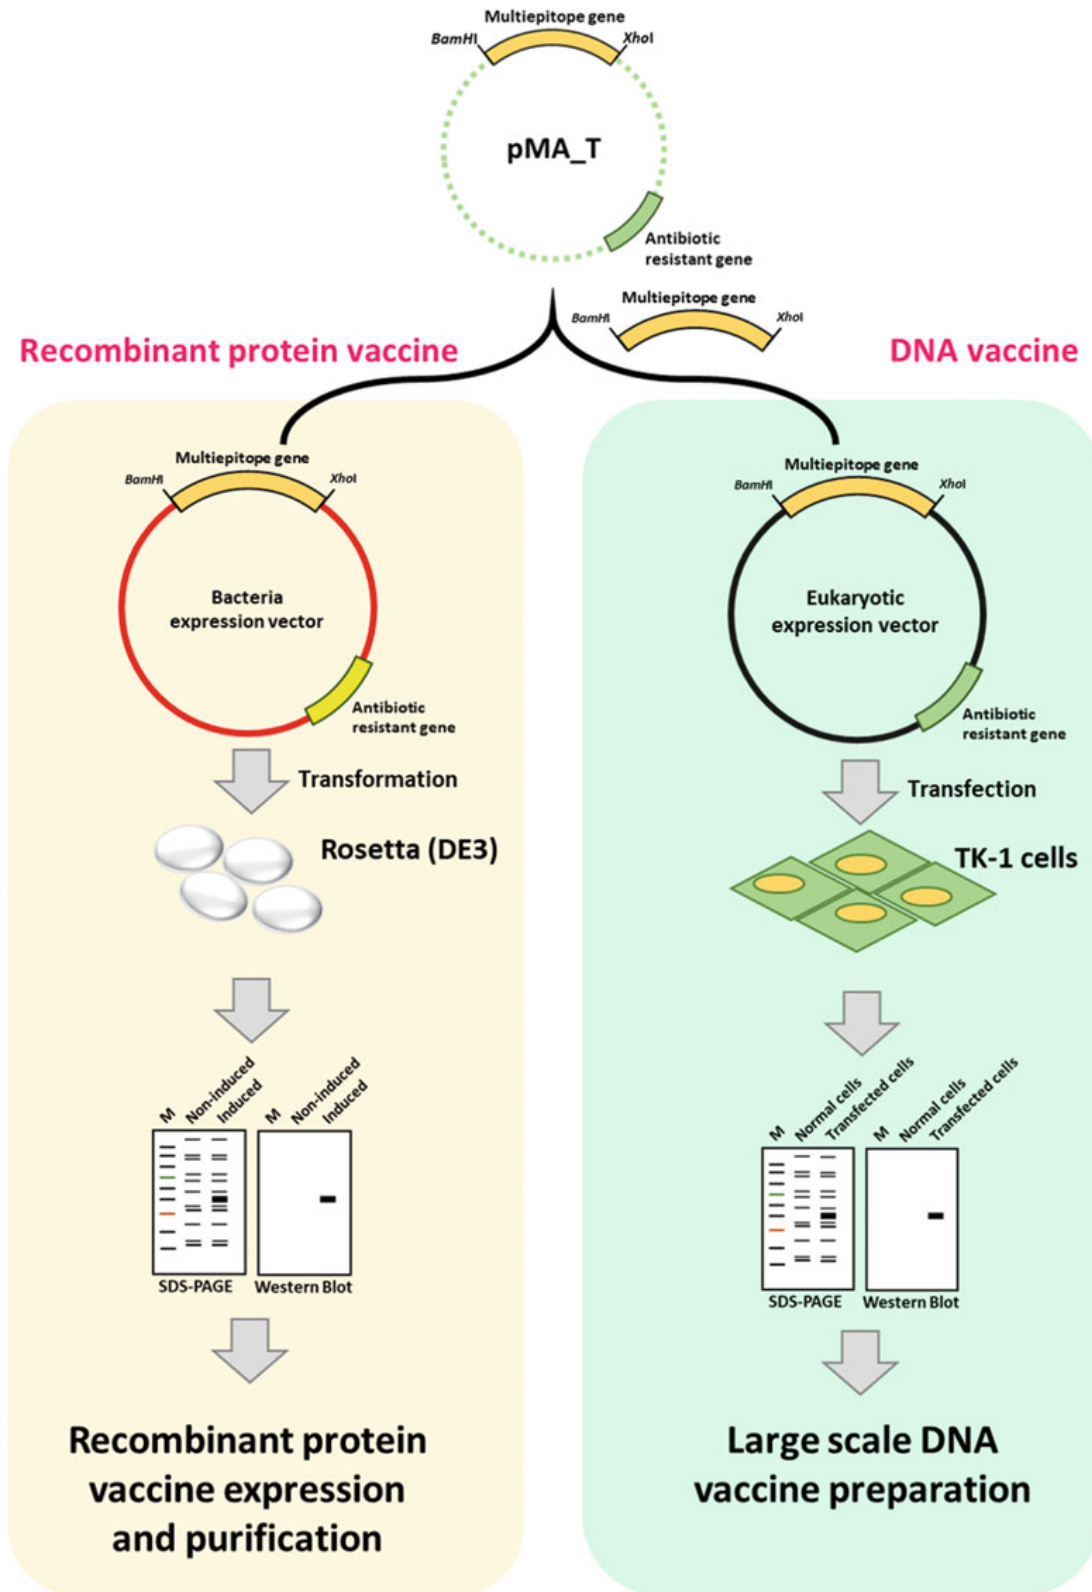 Multiepitope gene
BamHI
XhoI
pMA_T
Antibiotic
resistant gene
Multiepitope gene
BamHI
XhoI
Recombinant protein vaccine
DNA vaccine
Multiepitope gene
BamHI
XhoI
Bacteria
expression vector
Antibiotic
resistant gene
Transformation
Rosetta (DE3)
M
Non-induced
Induced
M
Non-induced
Induced
SDS-PAGE
Western Blot
Recombinant protein
vaccine expression
and purification
Multiepitope gene
BamHI
XhoI
Eukaryotic
expression vector
Antibiotic
resistant gene
Transfection
TK-1 cells
M
Normal cells
Transfected cells
M
Normal cells
Transfected cells
SDS-PAGE
Western Blot
Large scale DNA
vaccine preparation